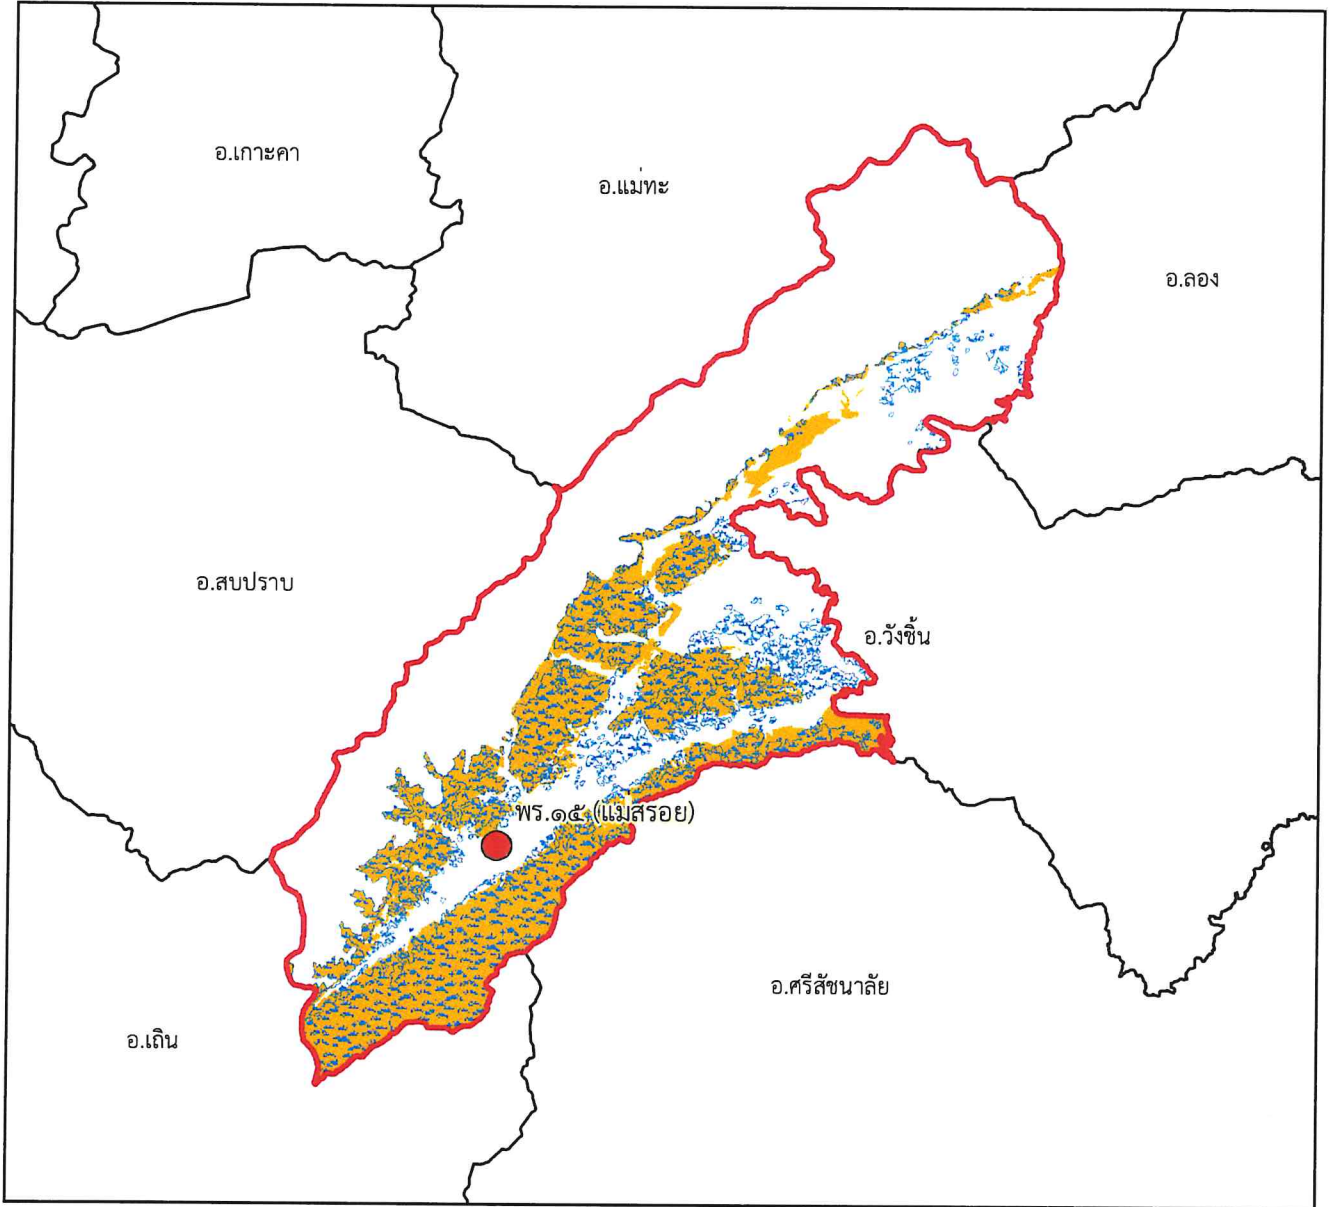 อ.เกาะคา
อ.แม่ทะ
อ.ลอง
อ.สบปราบ
อ.วังชิ้น
พร.๑๕ (แม่สรอย)
อ.ศรีสัชนาลัย
อ.เถิน